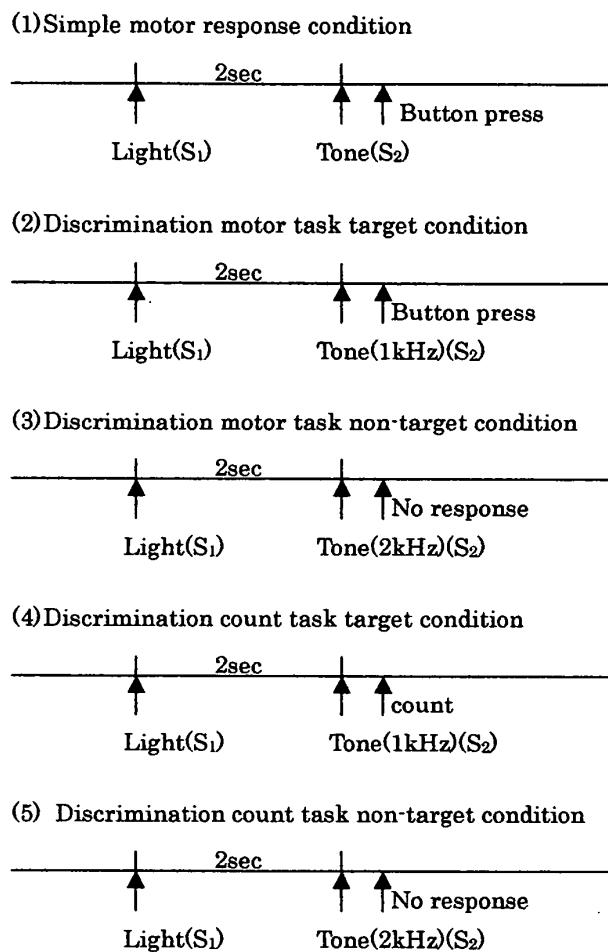 (1)Simple motor response condition
2sec
Button press
Light(S₁) Tone(S₂)
(2)Discrimination motor task target condition
2sec
Button press
Light(S₁) Tone(1kHz)(S₂)
(3)Discrimination motor task non-target condition
2sec
No response
Light(S₁) Tone(2kHz)(S₂)
(4)Discrimination count task target condition
2sec
count
Light(S₁) Tone(1kHz)(S₂)
(5) Discrimination count task non-target condition
2sec
No response
Light(S₁) Tone(2kHz)(S₂)